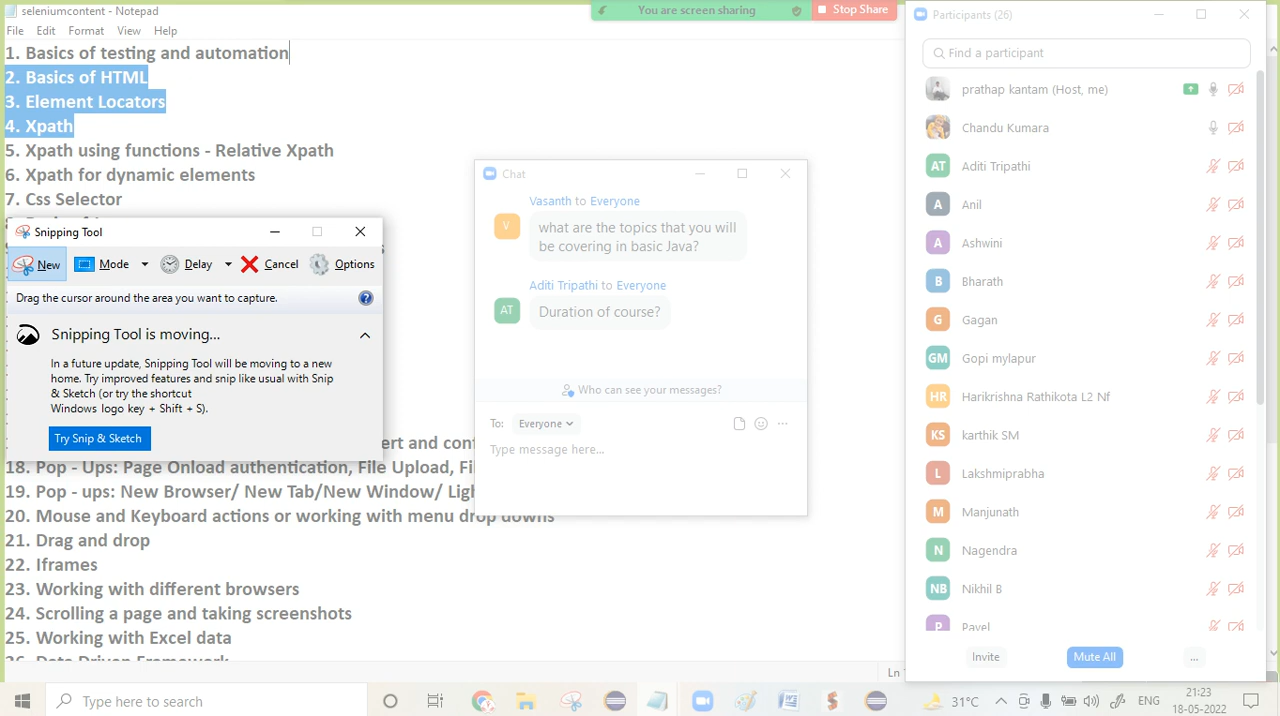 seleniumcontent - Notepad
File Edit Format View Help
1. Basics of testing and automation
2. Basics of HTML
3. Element Locators
4. Xpath
5. Xpath using functions - Relative Xpath
6. Xpath for dynamic elements
7. Css Selector
Snipping Tool
New Mode Delay Cancel Options
Drag the cursor around the area you want to capture.
Snipping Tool is moving...
In a future update, Snipping Tool will be moving to a new
home. Try improved features and snip like usual with Snip
& Sketch (or try the shortcut
Windows logo key + Shift + S).
Try Snip & Sketch
18. Pop - Ups: Page Onload authentication, File Upload,
19. Pop - ups: New Browser/ New Tab/New Window/
20. Mouse and Keyboard actions or working with menu drop downs
21. Drag and drop
22. Iframes
23. Working with different browsers
24. Scrolling a page and taking screenshots
25. Working with Excel data
26. Data Driven Framework
You are screen sharing Stop Share
Chat
Vasanth to Everyone
V
what are the topics that you will
be covering in basic Java?
Aditi Tripathi to Everyone
AT
Duration of course?
Who can see your messages?
To: Everyone
Type message here...
Participants (26)
Find a participant
prathap kantam (Host, me)
Chandu Kumara
AT Aditi Tripathi
A Anil
A Ashwini
B Bharath
G Gagan
GM Gopi mylapur
HR Harikrishna Rathikota L2 Nf
KS karthik SM
L Lakshmiprabha
M Manjunath
N Nagendra
NB Nikhil B
P Pavel
Invite Mute All ...
Ln
Type here to search
31°C ENG
21:23
18-05-2022